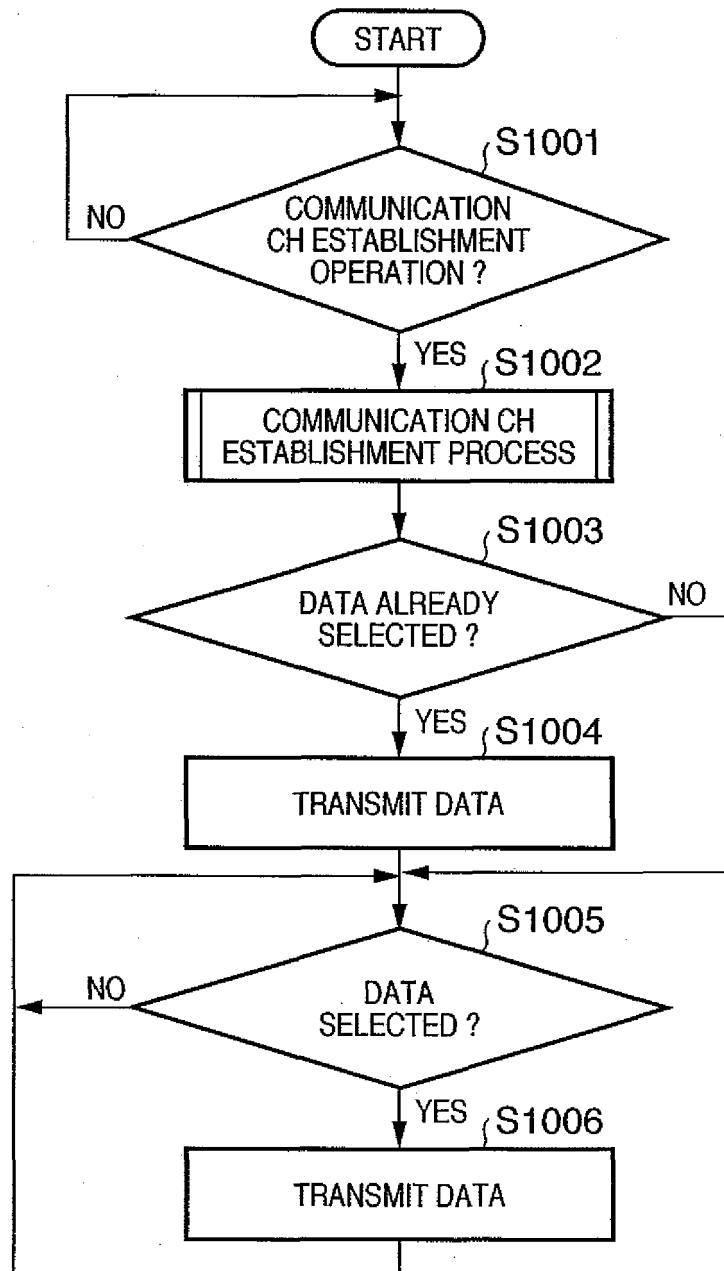 START
S1001
COMMUNICATION
CH ESTABLISHMENT
OPERATION ?
NO
YES
S1002
COMMUNICATION CH
ESTABLISHMENT PROCESS
S1003
DATA ALREADY
SELECTED ?
NO
YES
S1004
TRANSMIT DATA
S1005
DATA
SELECTED ?
NO
YES
S1006
TRANSMIT DATA